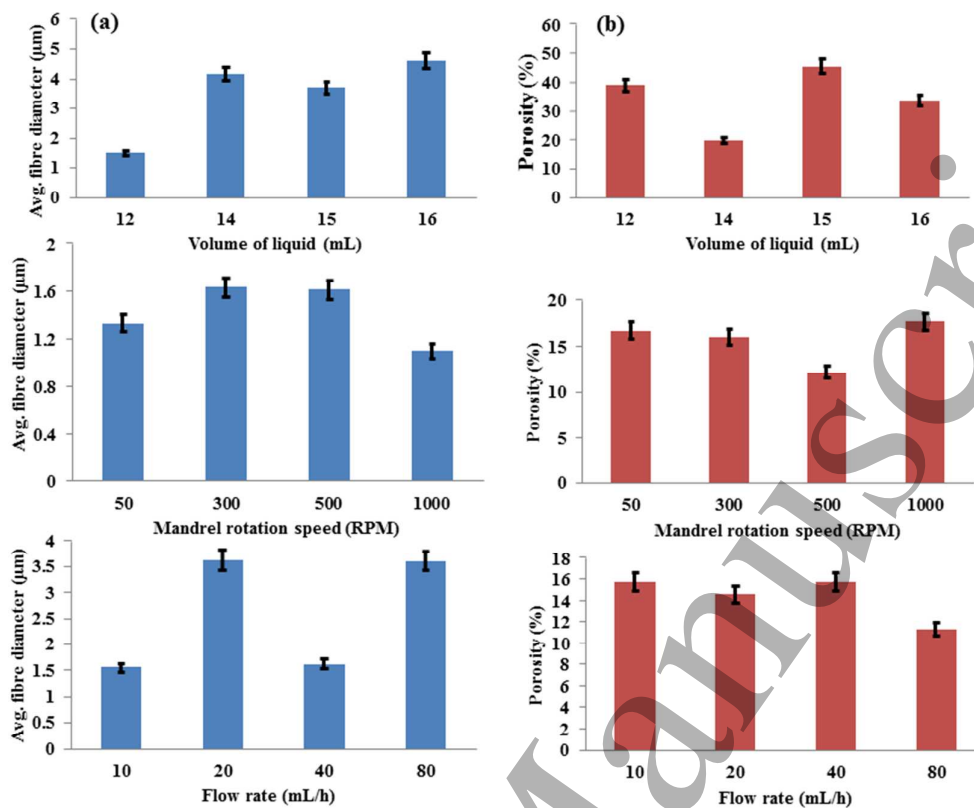 (a)
Avg. fibre diameter (µm)
6
5
4
3
2
1
0
12 14 15 16
Volume of liquid (mL)
(b)
Porosity (%)
60
50
40
30
20
10
0
12 14 15 16
Volume of liquid (mL)
Avg. fibre diameter (µm)
2
1.6
1.2
0.8
0.4
0
50 300 500 1000
Mandrel rotation speed (RPM)
Porosity (%)
20
15
10
5
0
50 300 500 1000
Mandrel rotation speed (RPM)
Avg. fibre diameter (µm)
4
3.5
3
2.5
2
1.5
1
0.5
0
10 20 40 80
Flow rate (mL/h)
Porosity (%)
18
16
14
12
10
8
6
4
2
0
10 20 40 80
Flow rate (mL/h)
Manuscri